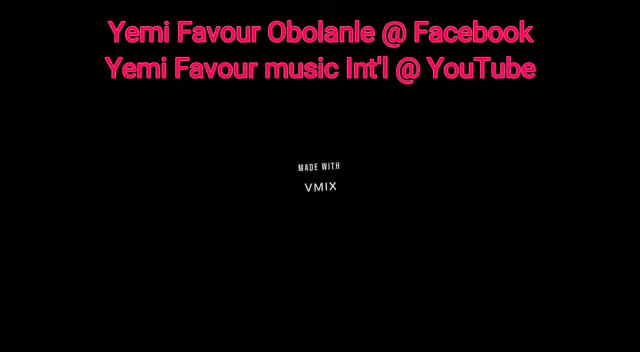 Yemi Favour Obolanle @ Facebook
Yemi Favour music Int'l @ YouTube
MADE WITH
VMIX